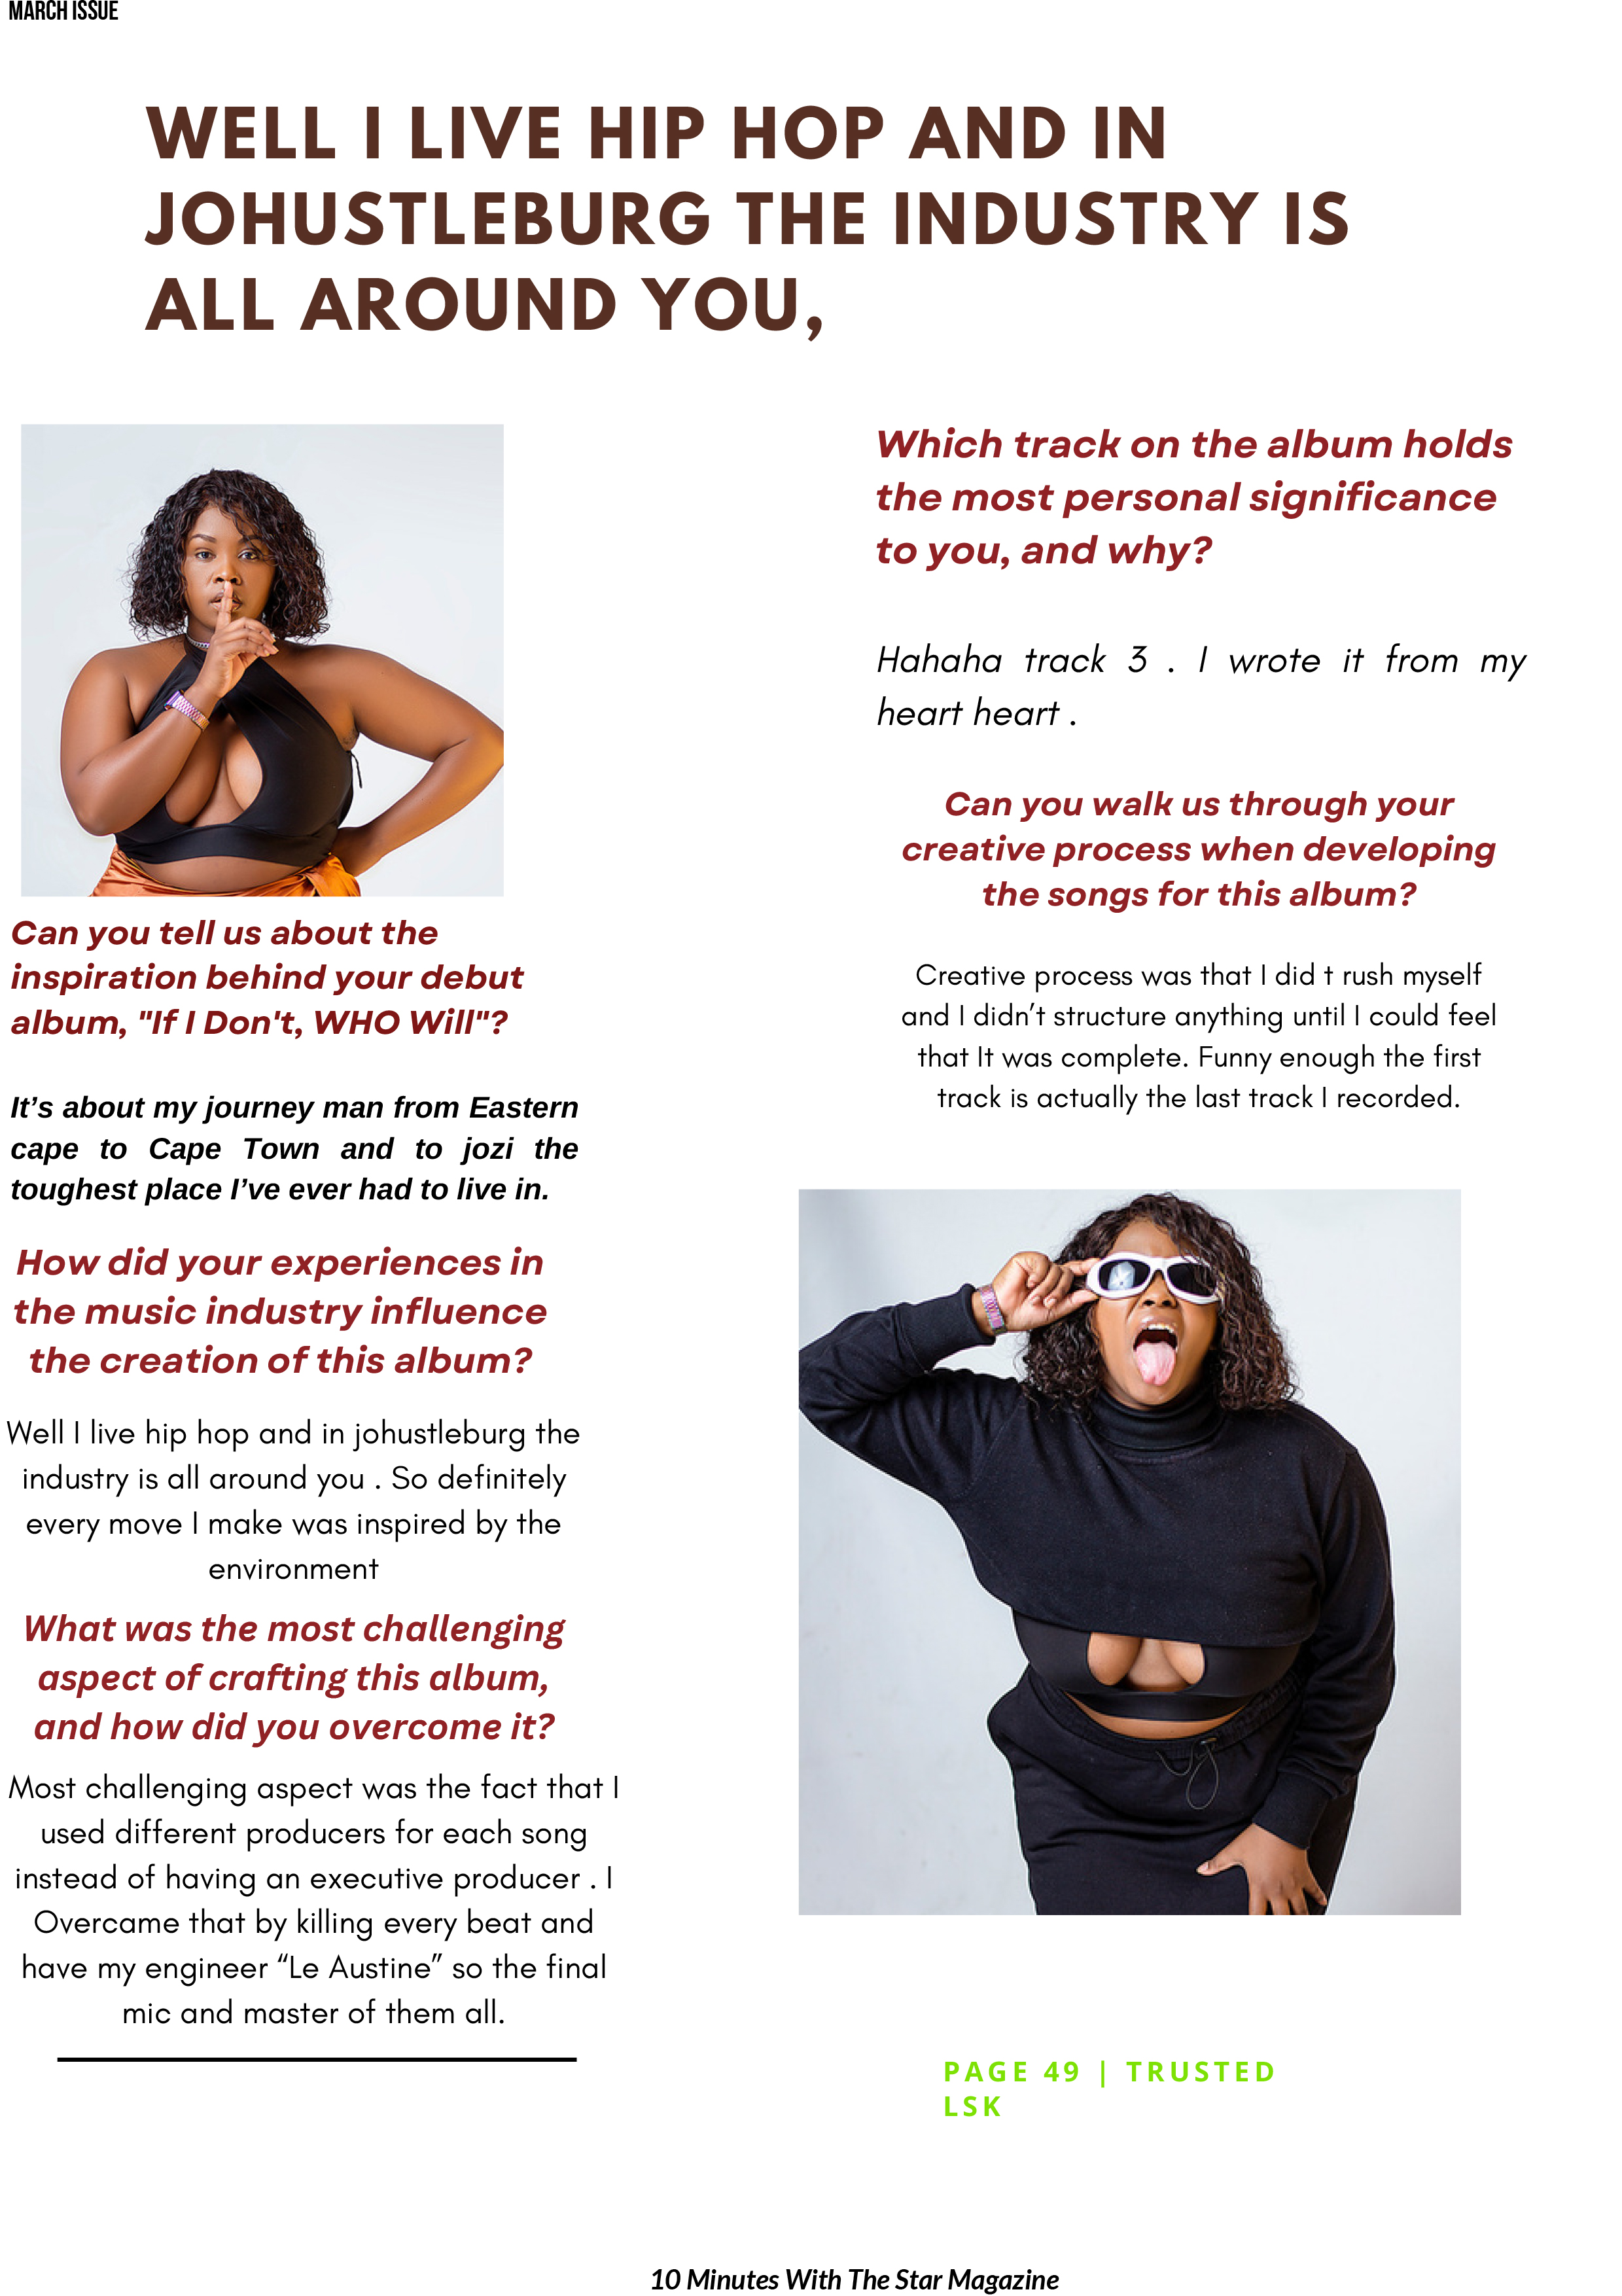 MARCH ISSUE
WELL I LIVE HIP HOP AND IN
JOHUSTLEBURG THE INDUSTRY IS
ALL AROUND YOU,
Can you tell us about the
inspiration behind your debut
album, "If I Don't, WHO Will"?
It’s about my journey man from Eastern
cape to Cape Town and to jozi the
toughest place I’ve ever had to live in.
How did your experiences in
the music industry influence
the creation of this album?
Well I live hip hop and in johustleburg the
industry is all around you . So definitely
every move I make was inspired by the
environment
What was the most challenging
aspect of crafting this album,
and how did you overcome it?
Most challenging aspect was the fact that I
used different producers for each song
instead of having an executive producer . I
Overcame that by killing every beat and
have my engineer “Le Austine” so the final
mic and master of them all.
Which track on the album holds
the most personal significance
to you, and why?
Hahaha track 3 . I wrote it from my
heart heart .
Can you walk us through your
creative process when developing
the songs for this album?
Creative process was that I did t rush myself
and I didn’t structure anything until I could feel
that It was complete. Funny enough the first
track is actually the last track I recorded.
PAGE 49 | TRUSTED
LSK
10 Minutes With The Star Magazine